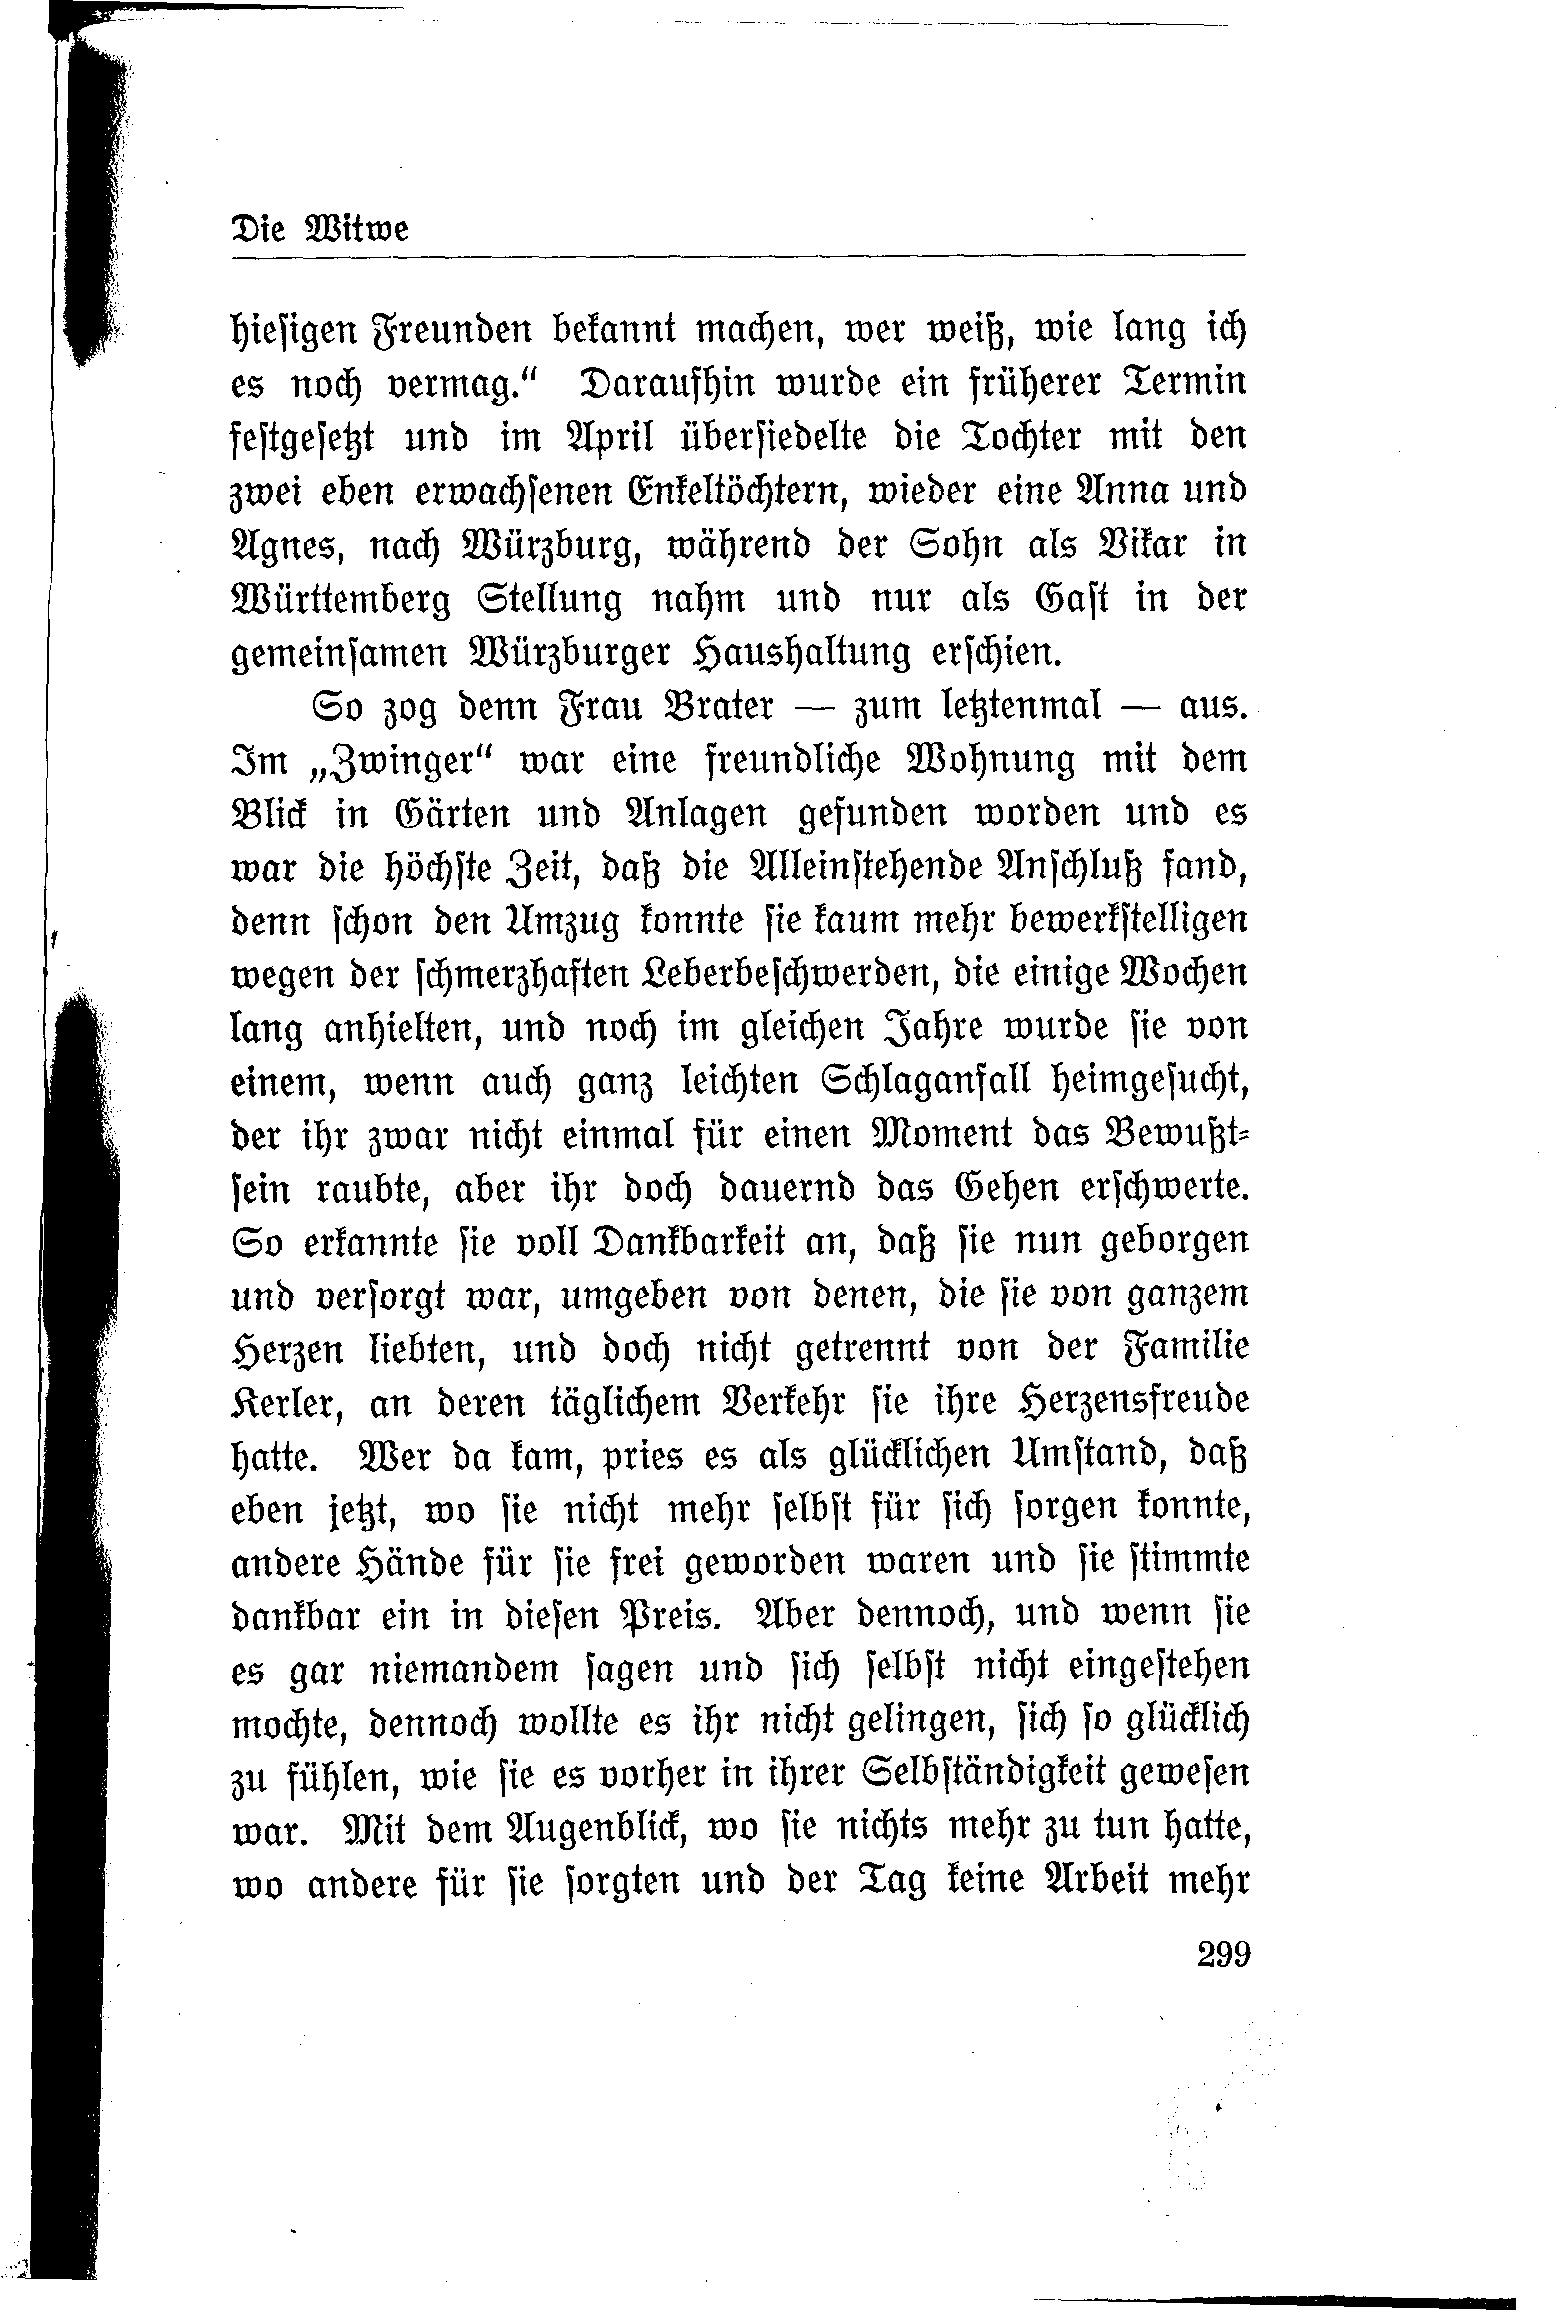 Die Witwe
hiesigen Freunden bekannt machen, wer weiß, wie lang ich
es noch vermag.“ Daraufhin wurde ein früherer Termin
festgesetzt und im April übersiedelte die Tochter mit den
zwei eben erwachsenen Enkeltöchtern, wieder eine Anna und
Agnes, nach Würzburg, während der Sohn als Vikar in
Württemberg Stellung nahm und nur als Gast in der
gemeinsamen Würzburger Haushaltung erschien.
So zog denn Frau Brater — zum letztenmal — aus.
Im „Zwinger“ war eine freundliche Wohnung mit dem
Blick in Gärten und Anlagen gefunden worden und es
war die höchste Zeit, daß die Alleinstehende Anschluß fand,
denn schon den Umzug konnte sie kaum mehr bewerkstelligen
wegen der schmerzhaften Leberbeschwerden, die einige Wochen
lang anhielten, und noch im gleichen Jahre wurde sie von
einem, wenn auch ganz leichten Schlaganfall heimgesucht,
der ihr zwar nicht einmal für einen Moment das Bewußt-
sein raubte, aber ihr doch dauernd das Gehen erschwerte.
So erkannte sie voll Dankbarkeit an, daß sie nun geborgen
und versorgt war, umgeben von denen, die sie von ganzem
Herzen liebten, und doch nicht getrennt von der Familie
Kerler, an deren täglichem Verkehr sie ihre Herzensfreude
hatte. Wer da kam, pries es als glücklichen Umstand, daß
eben jetzt, wo sie nicht mehr selbst für sich sorgen konnte,
andere Hände für sie frei geworden waren und sie stimmte
dankbar ein in diesen Preis. Aber dennoch, und wenn sie
es gar niemandem sagen und sich selbst nicht eingestehen
mochte, dennoch wollte es ihr nicht gelingen, sich so glücklich
zu fühlen, wie sie es vorher in ihrer Selbständigkeit gewesen
war. Mit dem Augenblick, wo sie nichts mehr zu tun hatte,
wo andere für sie sorgten und der Tag keine Arbeit mehr
299